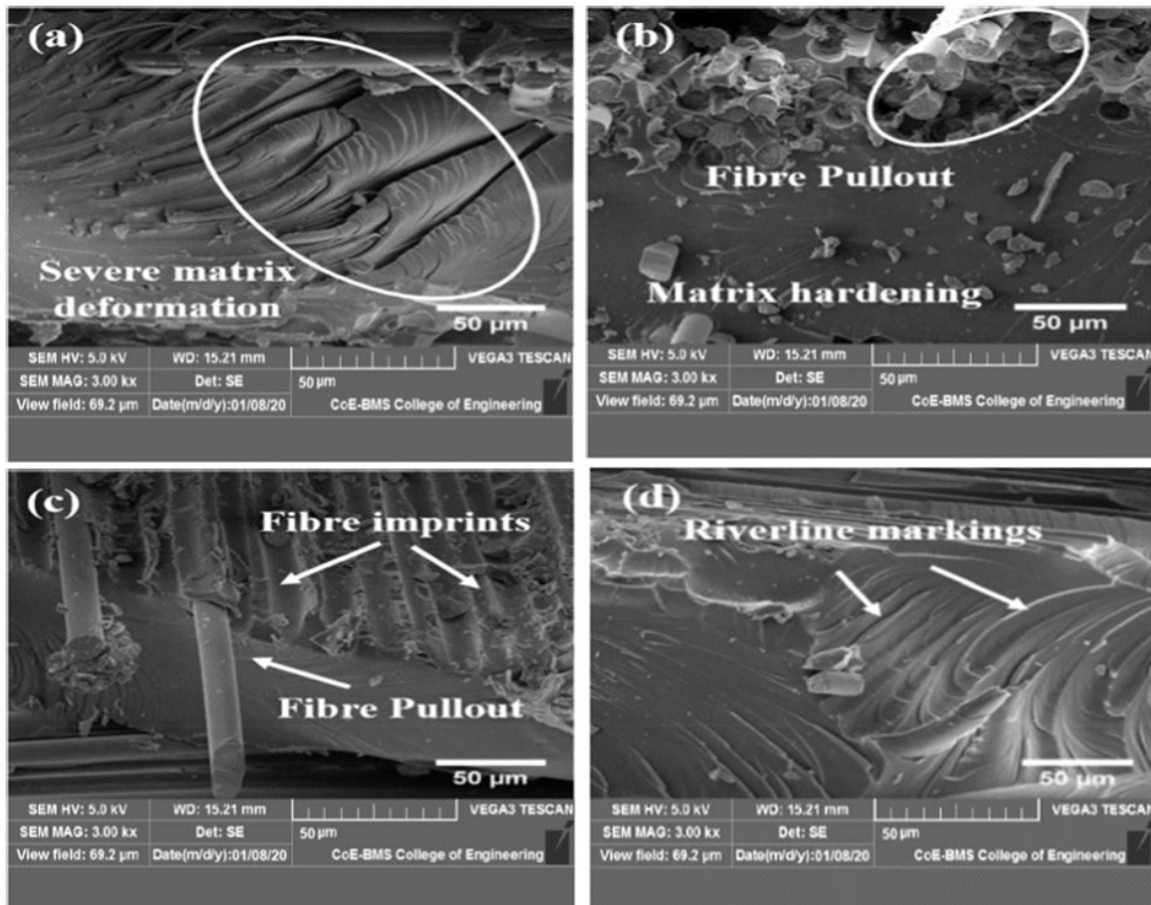 (a)
Severe matrix
deformation
50 µm
SEM HV: 5.0 kV
WD: 15.21 mm
VEGA3 TESCAN
SEM MAG: 3.00 kx
Det: SE
50 µm
View field: 69.2 µm
Date(m/d/y):01/08/20
CoE-BMS College of Engineering
(b)
Fibre Pullout
Matrix hardening
50 µm
SEM HV: 5.0 kV
WD: 15.21 mm
VEGA3 TESCAN
SEM MAG: 3.00 kx
Det: SE
50 µm
View field: 69.2 µm
Date(m/d/y):01/08/20
CoE-BMS College of Engineering
(c)
Fibre imprints
Fibre Pullout
50 µm
SEM HV: 5.0 kV
WD: 15.21 mm
VEGA3 TESCAN
SEM MAG: 3.00 kx
Det: SE
50 µm
View field: 69.2 µm
Date(m/d/y):01/08/20
CoE-BMS College of Engineering
(d)
Riverline markings
50 µm
SEM HV: 5.0 kV
WD: 15.21 mm
VEGA3 TESCAN
SEM MAG: 3.00 kx
Det: SE
50 µm
View field: 69.2 µm
Date(m/d/y):01/08/20
CoE-BMS College of Engineering